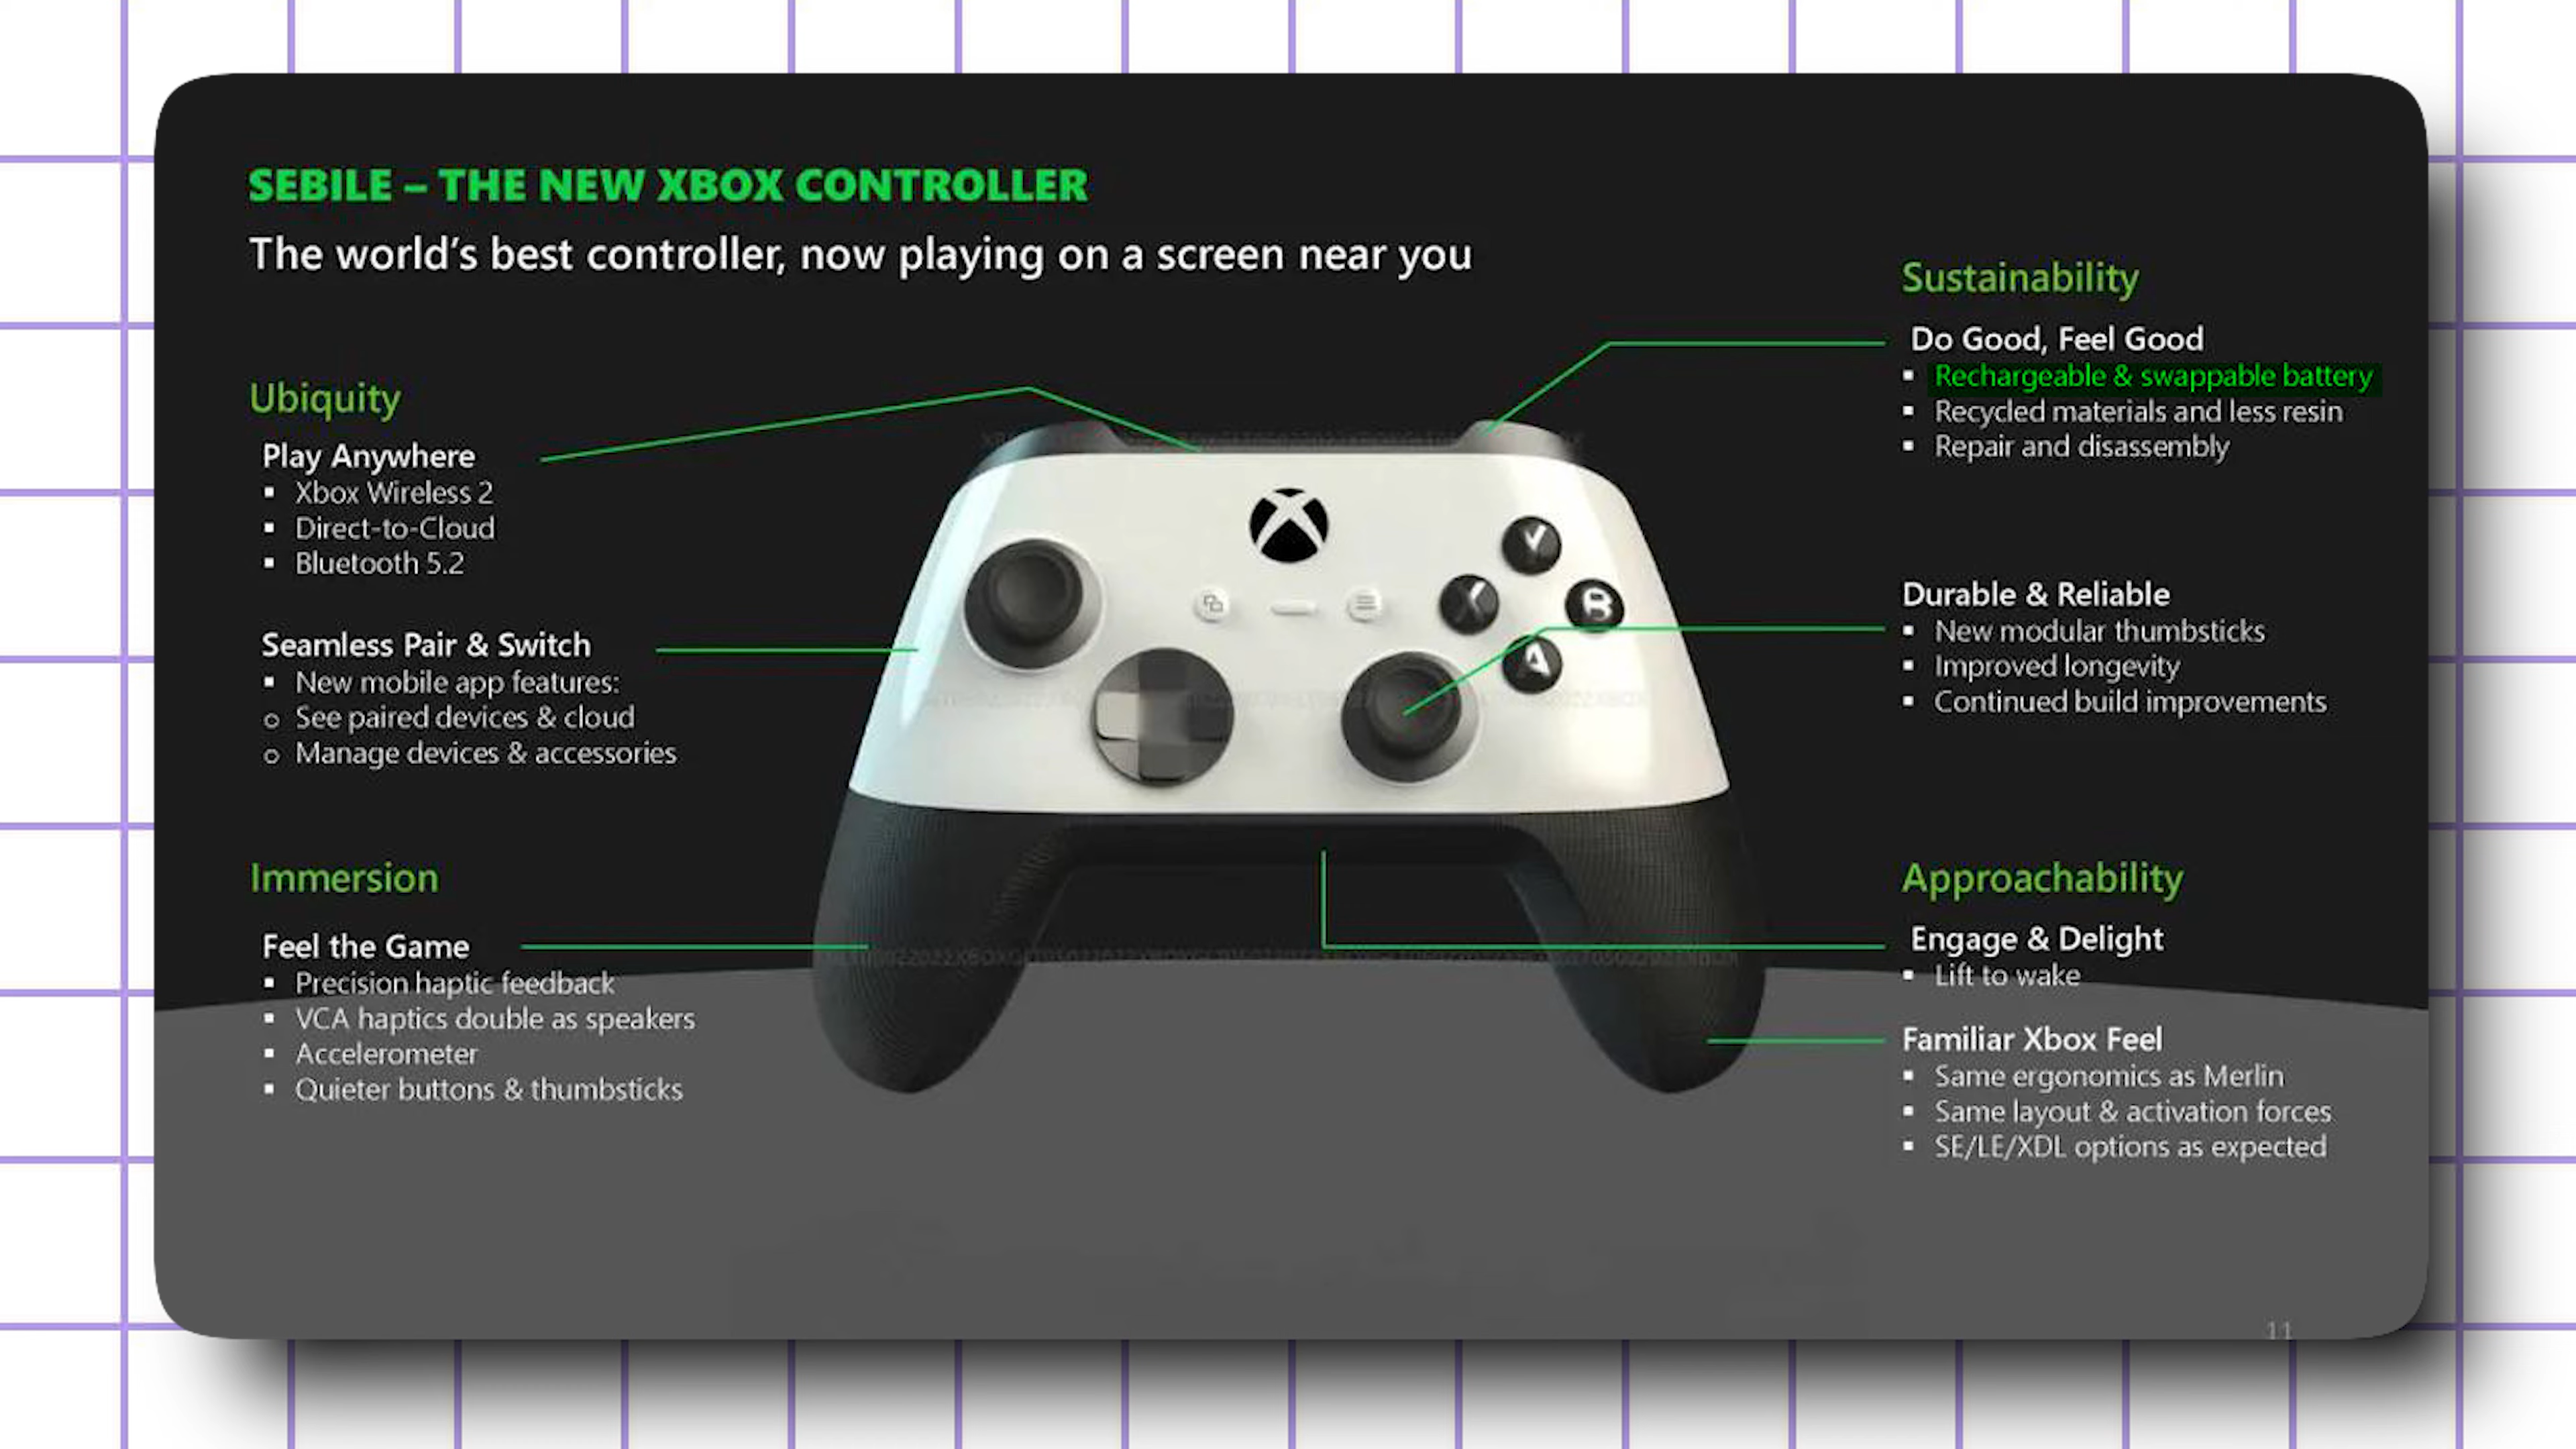 SEBILE – THE NEW XBOX CONTROLLER
The world's best controller, now playing on a screen near you
Ubiquity
Play Anywhere
▪ Xbox Wireless 2
▪ Direct-to-Cloud
▪ Bluetooth 5.2
Seamless Pair & Switch
▪ New mobile app features:
o See paired devices & cloud
o Manage devices & accessories
Immersion
Feel the Game
▪ Precision haptic feedback
▪ VCA haptics double as speakers
▪ Accelerometer
▪ Quieter buttons & thumbsticks
Y
X
B
A
Sustainability
Do Good, Feel Good
▪ Rechargeable & swappable battery
▪ Recycled materials and less resin
▪ Repair and disassembly
Durable & Reliable
▪ New modular thumbsticks
▪ Improved longevity
▪ Continued build improvements
Approachability
Engage & Delight
▪ Lift to wake
Familiar Xbox Feel
▪ Same ergonomics as Merlin
▪ Same layout & activation forces
▪ SE/LE/XDL options as expected
11